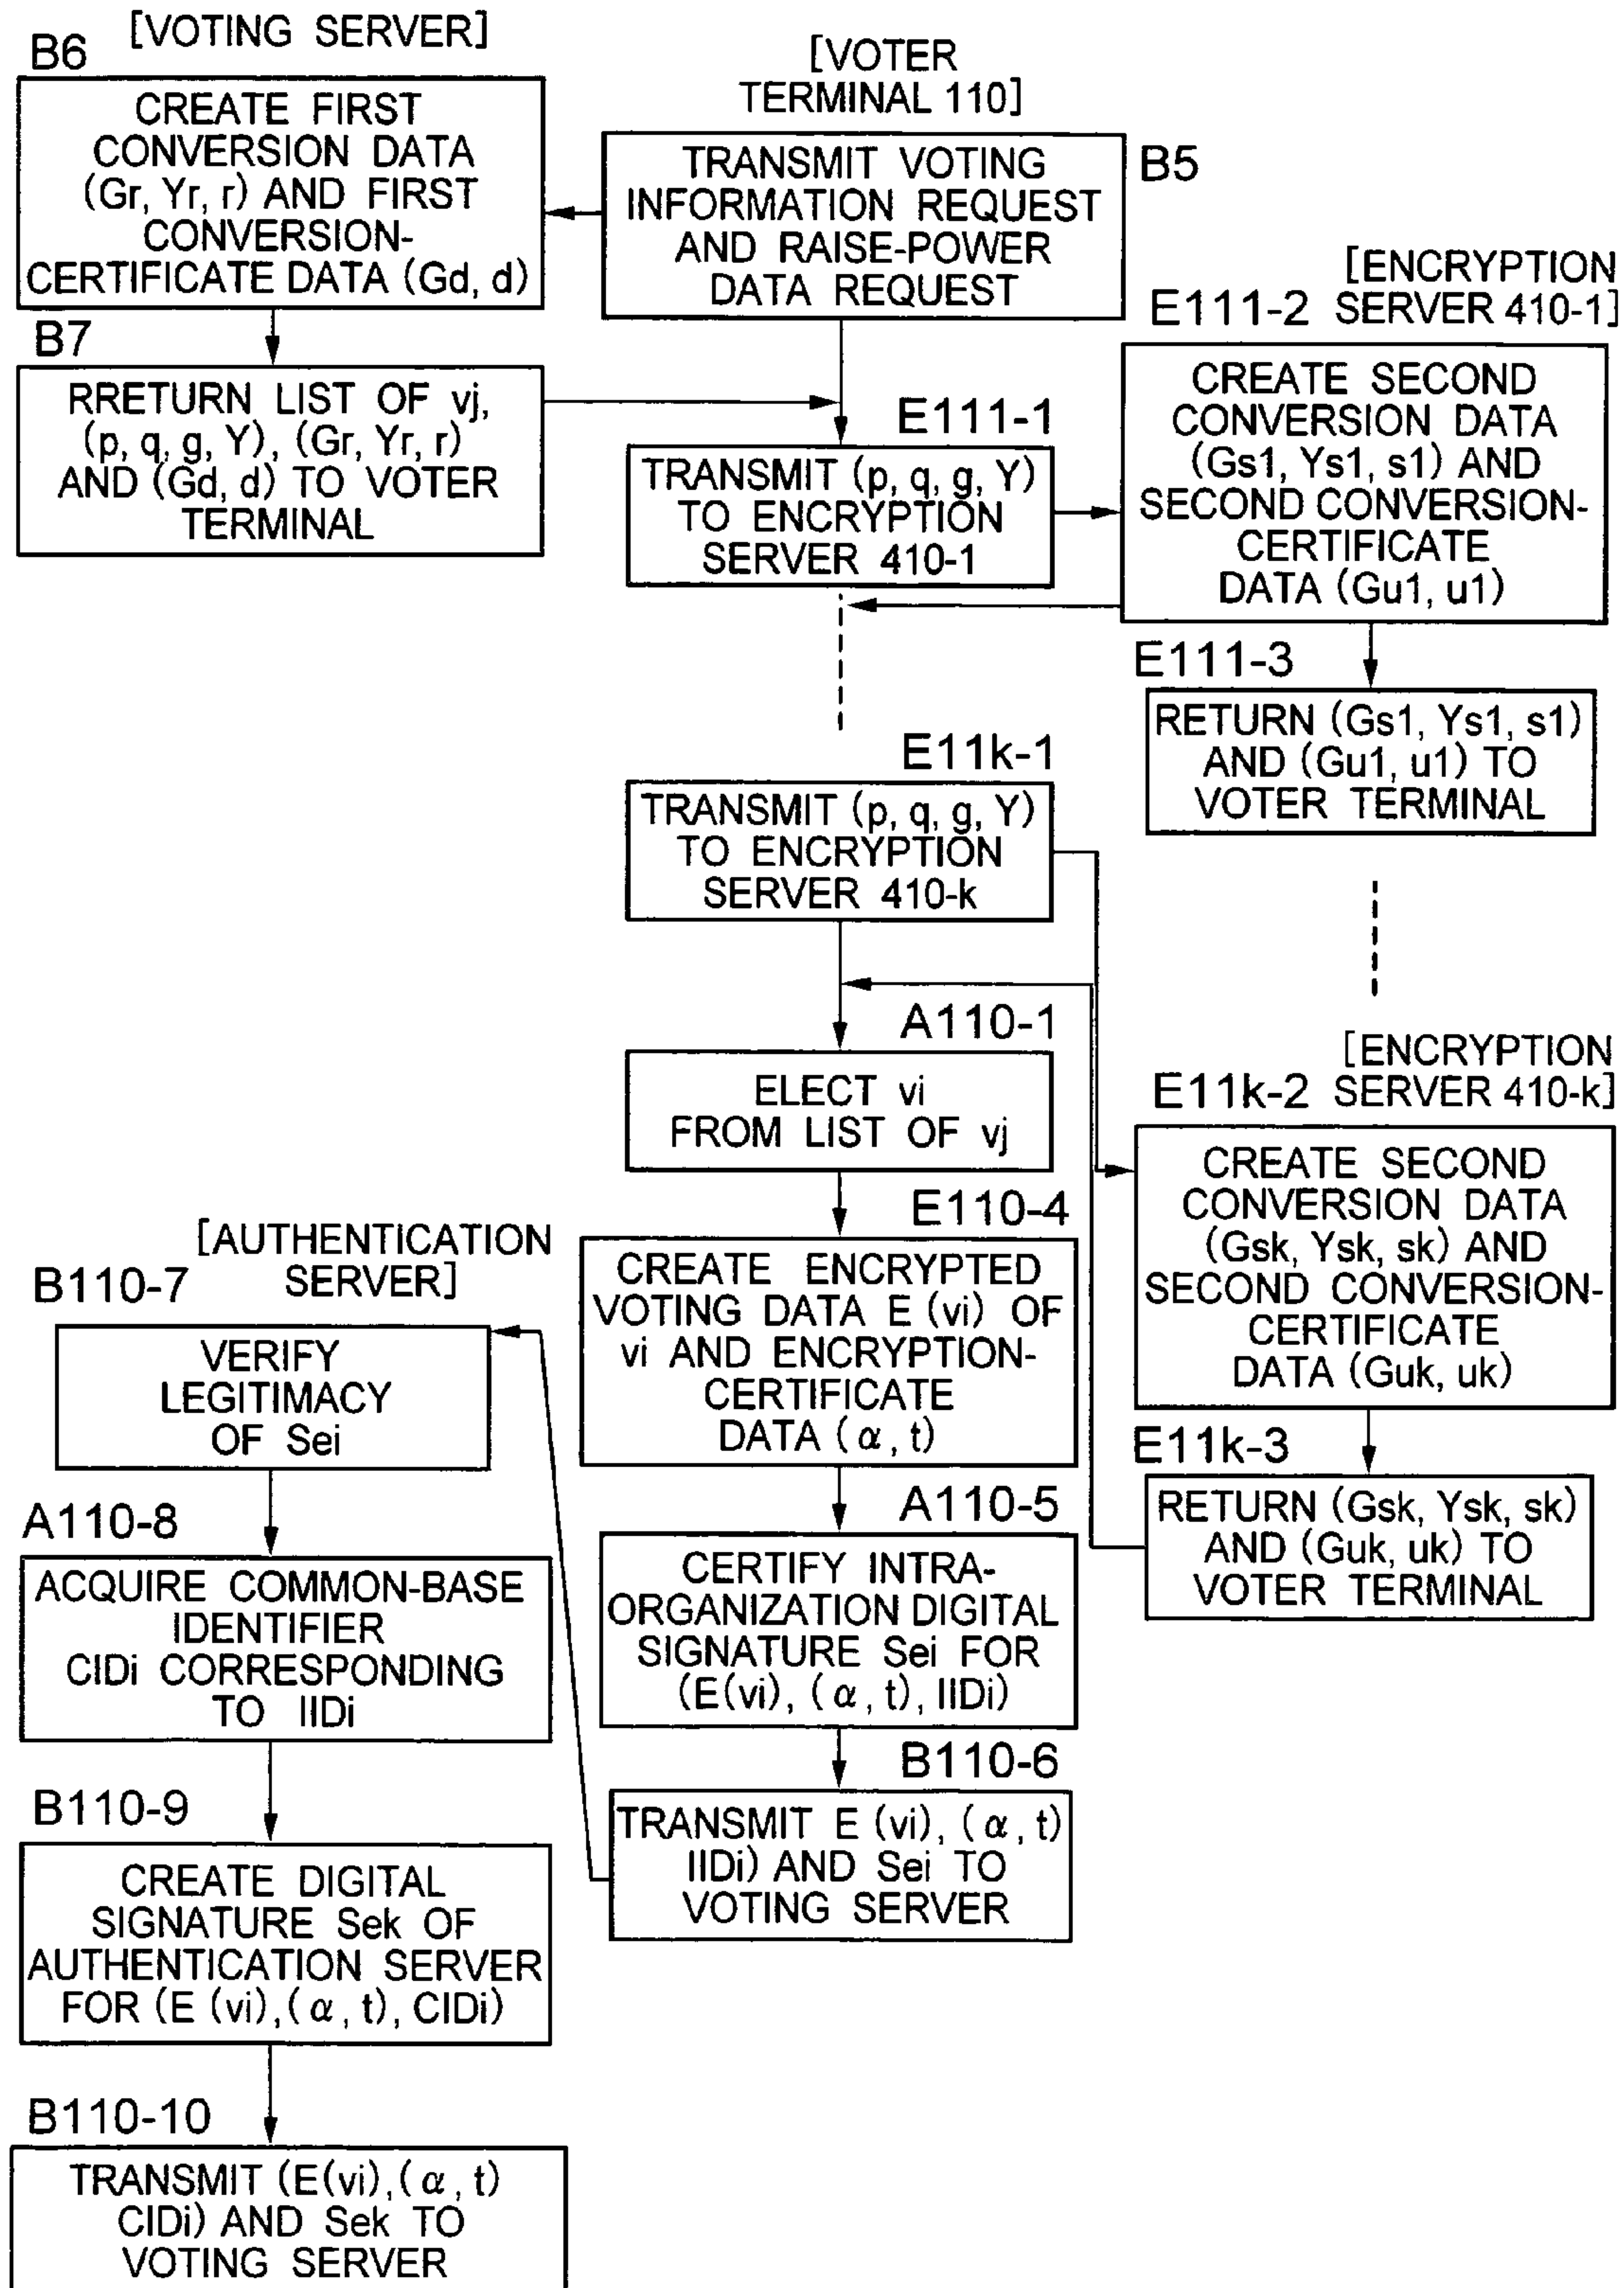 [VOTING SERVER]
B6
CREATE FIRST
CONVERSION DATA
(Gr, Yr, r) AND FIRST
CONVERSION-
CERTIFICATE DATA (Gd, d)
[VOTER
TERMINAL 110]
B5
TRANSMIT VOTING
INFORMATION REQUEST
AND RAISE-POWER
DATA REQUEST
B7
RRETURN LIST OF vj,
(p, q, g, Y), (Gr, Yr, r)
AND (Gd, d) TO VOTER
TERMINAL
E111-1
TRANSMIT (p, q, g, Y)
TO ENCRYPTION
SERVER 410-1
[ENCRYPTION
SERVER 410-1]
E111-2
CREATE SECOND
CONVERSION DATA
(Gs1, Ys1, s1) AND
SECOND CONVERSION-
CERTIFICATE
DATA (Gu1, u1)
E111-3
RETURN (Gs1, Ys1, s1)
AND (Gu1, u1) TO
VOTER TERMINAL
E11k-1
TRANSMIT (p, q, g, Y)
TO ENCRYPTION
SERVER 410-k
[ENCRYPTION
SERVER 410-k]
E11k-2
CREATE SECOND
CONVERSION DATA
(Gsk, Ysk, sk) AND
SECOND CONVERSION-
CERTIFICATE
DATA (Guk, uk)
E11k-3
RETURN (Gsk, Ysk, sk)
AND (Guk, uk) TO
VOTER TERMINAL
A110-1
ELECT vi
FROM LIST OF vj
E110-4
CREATE ENCRYPTED
VOTING DATA E (vi) OF
vi AND ENCRYPTION-
CERTIFICATE
DATA (α, t)
A110-5
CERTIFY INTRA-
ORGANIZATION DIGITAL
SIGNATURE Sei FOR
(E(vi), (α, t), IIDi)
B110-6
TRANSMIT E (vi), (α, t)
IIDi) AND Sei TO
VOTING SERVER
[AUTHENTICATION
SERVER]
B110-7
VERIFY
LEGITIMACY
OF Sei
A110-8
ACQUIRE COMMON-BASE
IDENTIFIER
CIDi CORRESPONDING
TO IIDi
B110-9
CREATE DIGITAL
SIGNATURE Sek OF
AUTHENTICATION SERVER
FOR (E (vi), (α, t), CIDi)
B110-10
TRANSMIT (E(vi), (α, t)
CIDi) AND Sek TO
VOTING SERVER